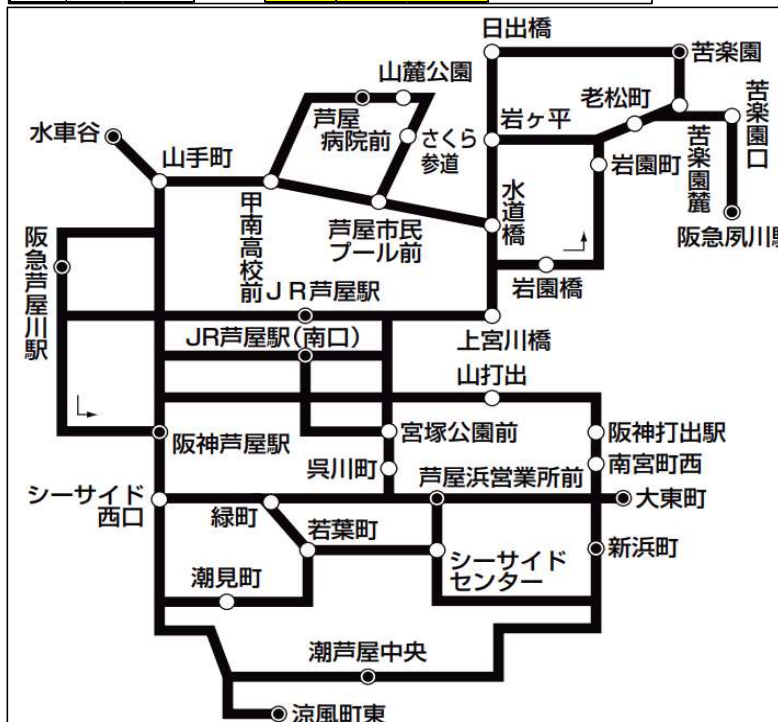 日出橋
苦楽園
山麓公園
老松町
苦楽園口
芦屋
病院前
さくら
参道
岩ヶ平
水車谷
山手町
岩園町
苦楽園麓
水道橋
甲南高校前
芦屋市民
プール前
阪急夙川駅
阪急芦屋川駅
岩園橋
JR芦屋駅
上宮川橋
JR芦屋駅(南口)
山打出
阪神芦屋駅
宮塚公園前
阪神打出駅
呉川町
芦屋浜営業所前
南宮町西
シーサイド
西口
緑町
大東町
若葉町
シーサイド
センター
新浜町
潮見町
潮芦屋中央
涼風町東